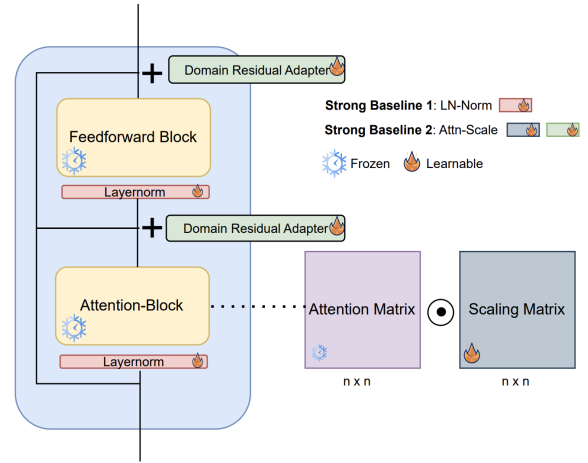 + Domain Residual Adapter
Feedforward Block
Layernorm
+ Domain Residual Adapter
Attention-Block
Layernorm
Strong Baseline 1: LN-Norm
Strong Baseline 2: Attn-Scale
Frozen Learnable
Attention Matrix
Scaling Matrix
n x n
n x n